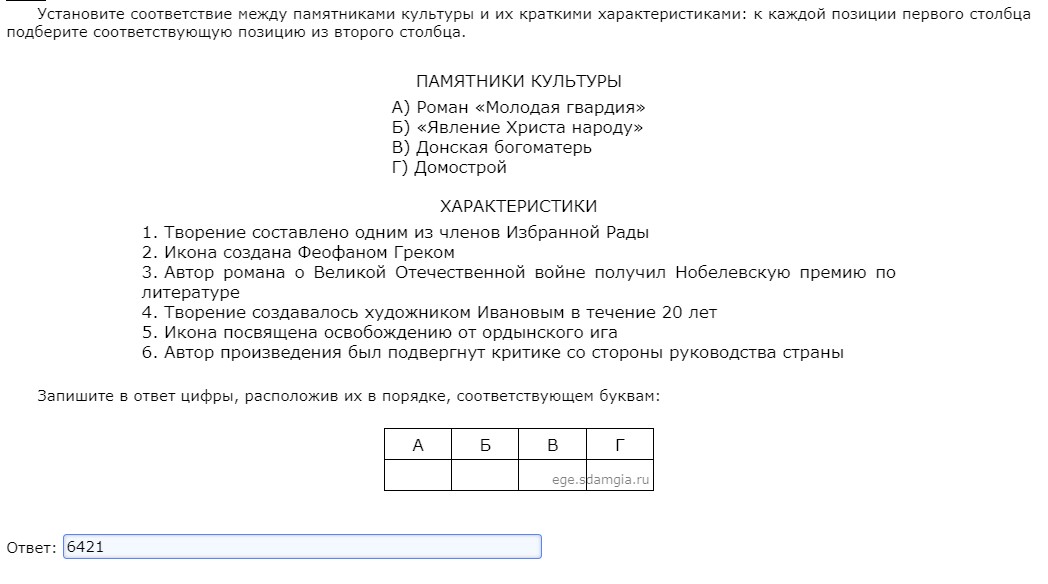 Установите соответствие между памятниками культуры и их краткими характеристиками: к каждой позиции первого столбца
подберите соответствующую позицию из второго столбца.
ПАМЯТНИКИ КУЛЬТУРЫ
А) Роман «Молодая гвардия»
Б) «Явление Христа народу»
В) Донская богоматерь
Г) Домострой
ХАРАКТЕРИСТИКИ
1. Творение составлено одним из членов Избранной Рады
2. Икона создана Феофаном Греком
3. Автор романа о Великой Отечественной войне получил Нобелевскую премию по
литературе
4. Творение создавалось художником Ивановым в течение 20 лет
5. Икона посвящена освобождению от ордынского ига
6. Автор произведения был подвергнут критике со стороны руководства страны
Запишите в ответ цифры, расположив их в порядке, соответствующем буквам:
А Б В Г
ege.sdamgia.ru
Ответ: 6421